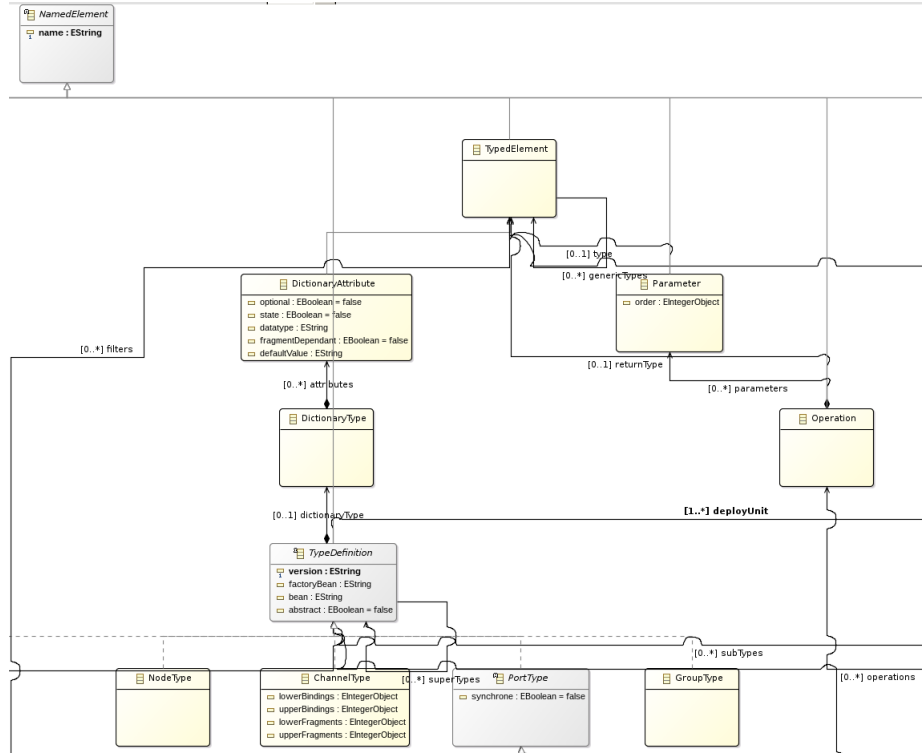 NamedElement
name : EString
TypedElement
[0..1] type
[0..*] genericTypes
DictionaryAttribute
optional : EBoolean = false
state : EBoolean = false
datatype : EString
fragmentDependant : EBoolean = false
defaultValue : EString
Parameter
order : EIntegerObject
[0..*] filters
[0..1] returnType
[0..*] attributes
[0..*] parameters
DictionaryType
Operation
[0..1] dictionaryType
[1..*] deployUnit
TypeDefinition
version : EString
factoryBean : EString
bean : EString
abstract : EBoolean = false
[0..*] subTypes
[0..*] superTypes
[0..*] operations
NodeType
ChannelType
lowerBindings : EIntegerObject
upperBindings : EIntegerObject
lowerFragments : EIntegerObject
upperFragments : EIntegerObject
PortType
synchrone : EBoolean = false
GroupType